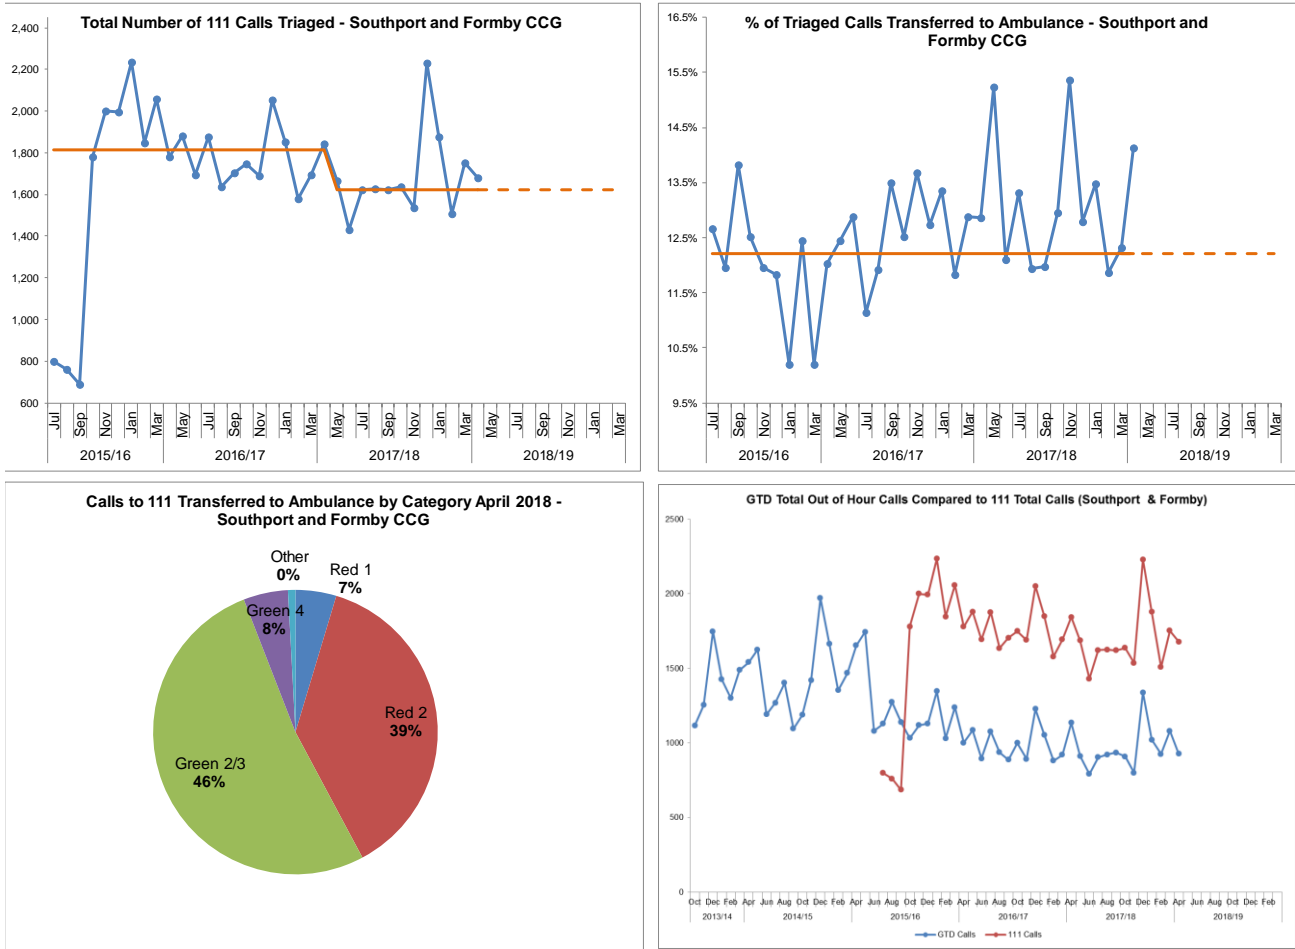 Total Number of 111 Calls Triaged - Southport and Formby CCG
2,400
2,200
2,000
1,800
1,600
1,400
1,200
1,000
800
600
Jul Sep Nov Jan Mar May Jul Sep Nov Jan Mar May Jul Sep Nov Jan Mar May Jul Sep Nov Jan Mar
2015/16 2016/17 2017/18 2018/19
% of Triaged Calls Transferred to Ambulance - Southport and
Formby CCG
16.5%
15.5%
14.5%
13.5%
12.5%
11.5%
10.5%
9.5%
Jul Sep Nov Jan Mar May Jul Sep Nov Jan Mar May Jul Sep Nov Jan Mar May Jul Sep Nov Jan Mar
2015/16 2016/17 2017/18 2018/19
Calls to 111 Transferred to Ambulance by Category April 2018 -
Southport and Formby CCG
Other
0%
Red 1
7%
Green 4
8%
Red 2
39%
Green 2/3
46%
GTD Total Out of Hour Calls Compared to 111 Total Calls (Southport & Formby)
2500
2000
1500
1000
500
0
Oct Dec Feb Apr Jun Aug Oct Dec Feb Apr Jun Aug Oct Dec Feb Apr Jun Aug Oct Dec Feb Apr Jun Aug Oct Dec Feb Apr Jun Aug Oct Dec Feb
2013/14 2014/15 2015/16 2016/17 2017/18 2018/19
GTD Calls 111 Calls